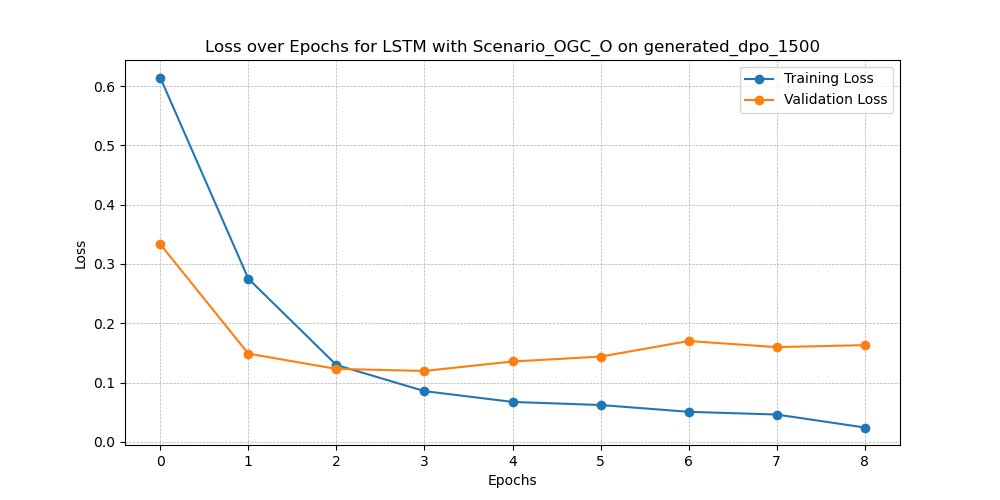 Loss over Epochs for LSTM with Scenario_OGC_O on generated_dpo_1500
Training Loss
Validation Loss
Loss
0.6
0.5
0.4
0.3
0.2
0.1
0.0
0 1 2 3 4 5 6 7 8
Epochs